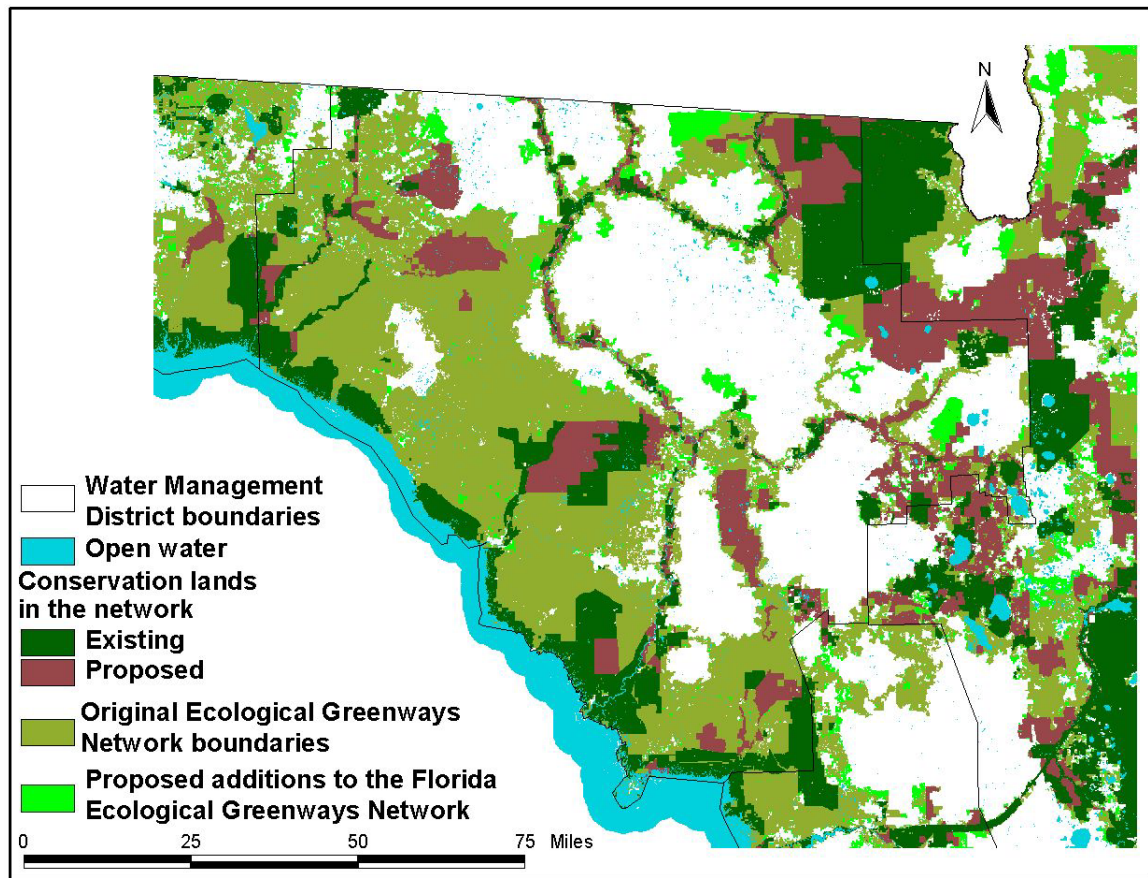 N
Water Management
District boundaries
Open water
Conservation lands
in the network
Existing
Proposed
Original Ecological Greenways
Network boundaries
Proposed additions to the Florida
Ecological Greenways Network
0 25 50 75 Miles